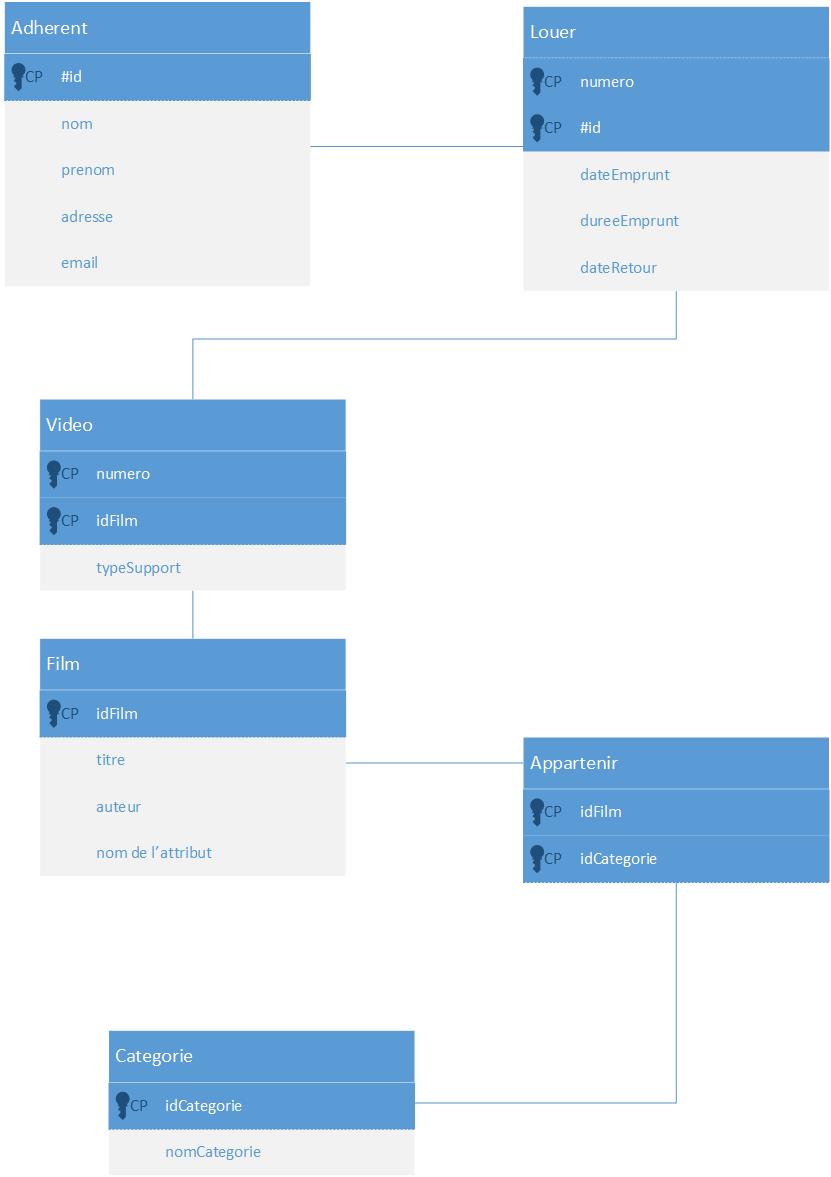 Adherent
CP #id
nom
prenom
adresse
email
Louer
CP numero
CP #id
dateEmprunt
dureeEmprunt
dateRetour
Video
CP numero
CP idFilm
typeSupport
Film
CP idFilm
titre
auteur
nom de l’attribut
Appartenir
CP idFilm
CP idCategorie
Categorie
CP idCategorie
nomCategorie